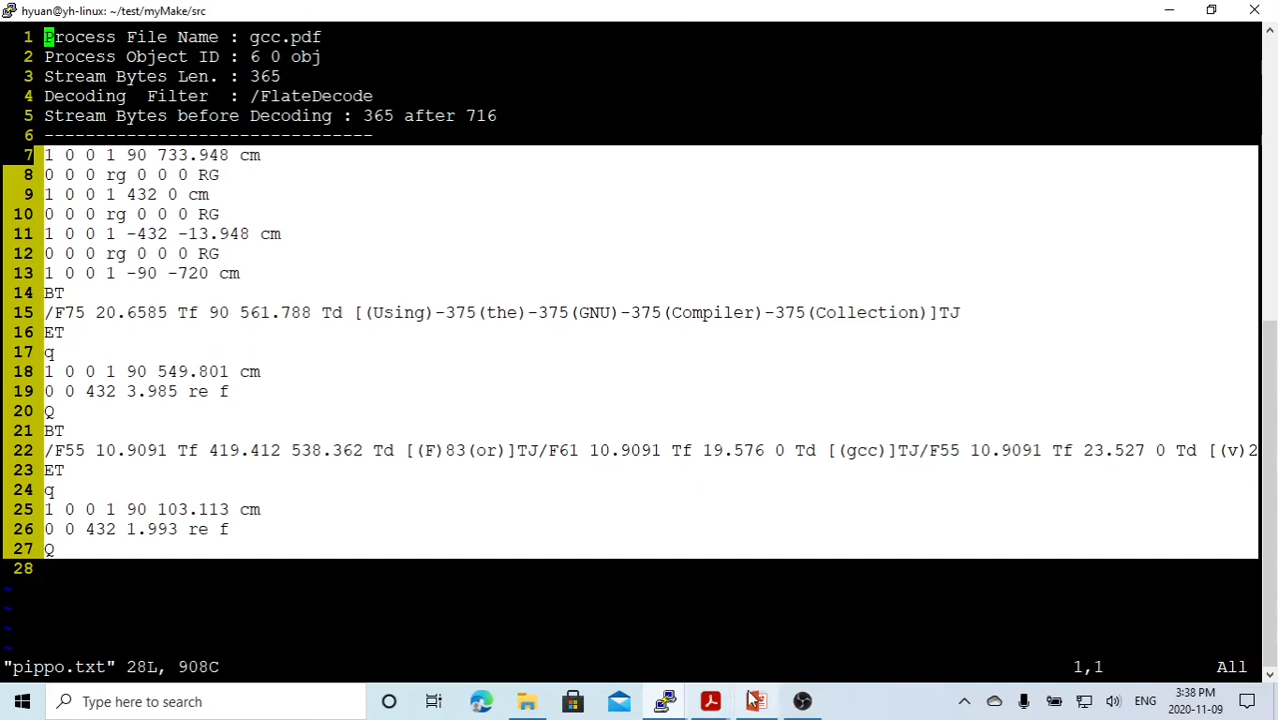 hyuan@yh-linux: ~/test/myMake/src
1 Process File Name : gcc.pdf
2 Process Object ID : 6 0 obj
3 Stream Bytes Len. : 365
4 Decoding  Filter  : /FlateDecode
5 Stream Bytes before Decoding : 365 after 716
6 --------------------------------
7 1 0 0 1 90 733.948 cm
8 0 0 0 rg 0 0 0 RG
9 1 0 0 1 432 0 cm
10 0 0 0 rg 0 0 0 RG
11 1 0 0 1 -432 -13.948 cm
12 0 0 0 rg 0 0 0 RG
13 1 0 0 1 -90 -720 cm
14 BT
15 /F75 20.6585 Tf 90 561.788 Td [(Using)-375(the)-375(GNU)-375(Compiler)-375(Collection)]TJ
16 ET
17 q
18 1 0 0 1 90 549.801 cm
19 0 0 432 3.985 re f
20 Q
21 BT
22 /F55 10.9091 Tf 419.412 538.362 Td [(F)83(or)]TJ/F61 10.9091 Tf 19.576 0 Td [(gcc)]TJ/F55 10.9091 Tf 23.527 0 Td [(v)2
23 ET
24 q
25 1 0 0 1 90 103.113 cm
26 0 0 432 1.993 re f
27 Q
28
~
~
~
~
"pippo.txt" 28L, 908C 1,1 All
Type here to search ENG 3:38 PM
2020-11-09